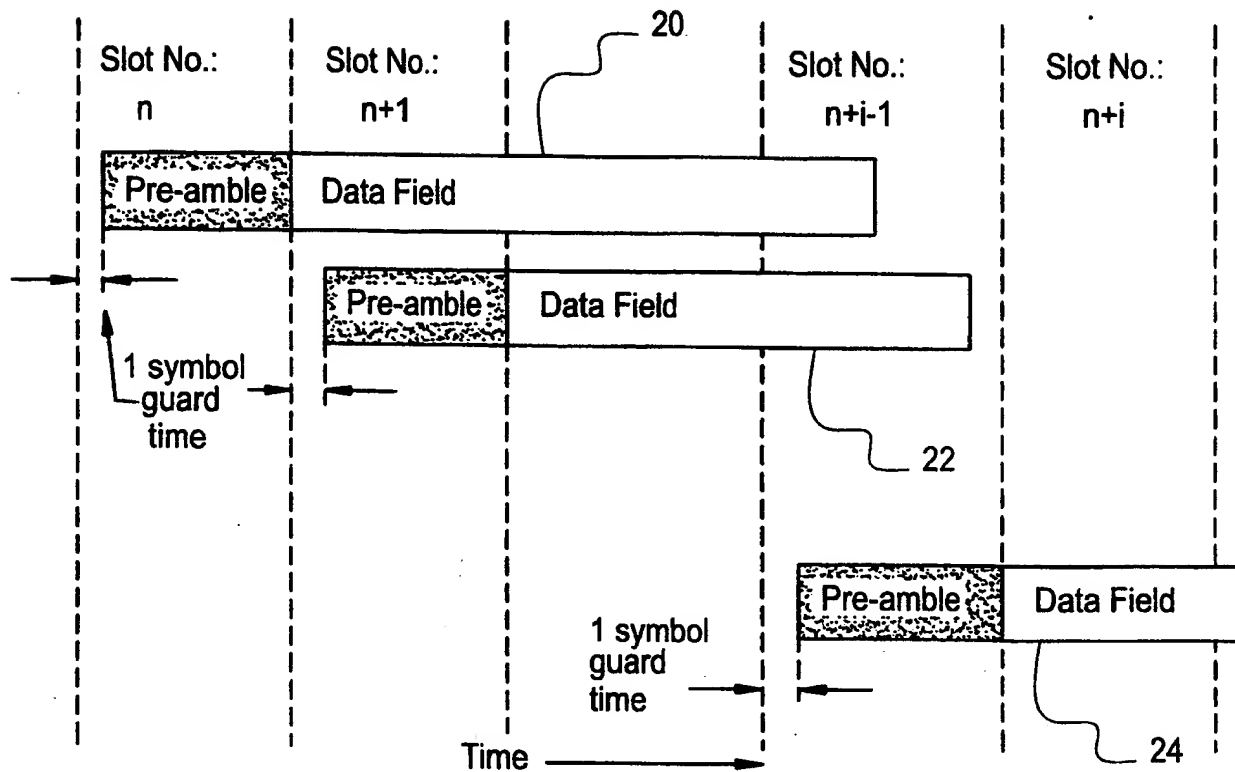 20
Slot No.:
n
Slot No.:
n+1
Slot No.:
n+i-1
Slot No.:
n+i
Pre-amble
Data Field
Pre-amble
Data Field
1 symbol
guard
time
22
Pre-amble
Data Field
1 symbol
guard
time
Time
24